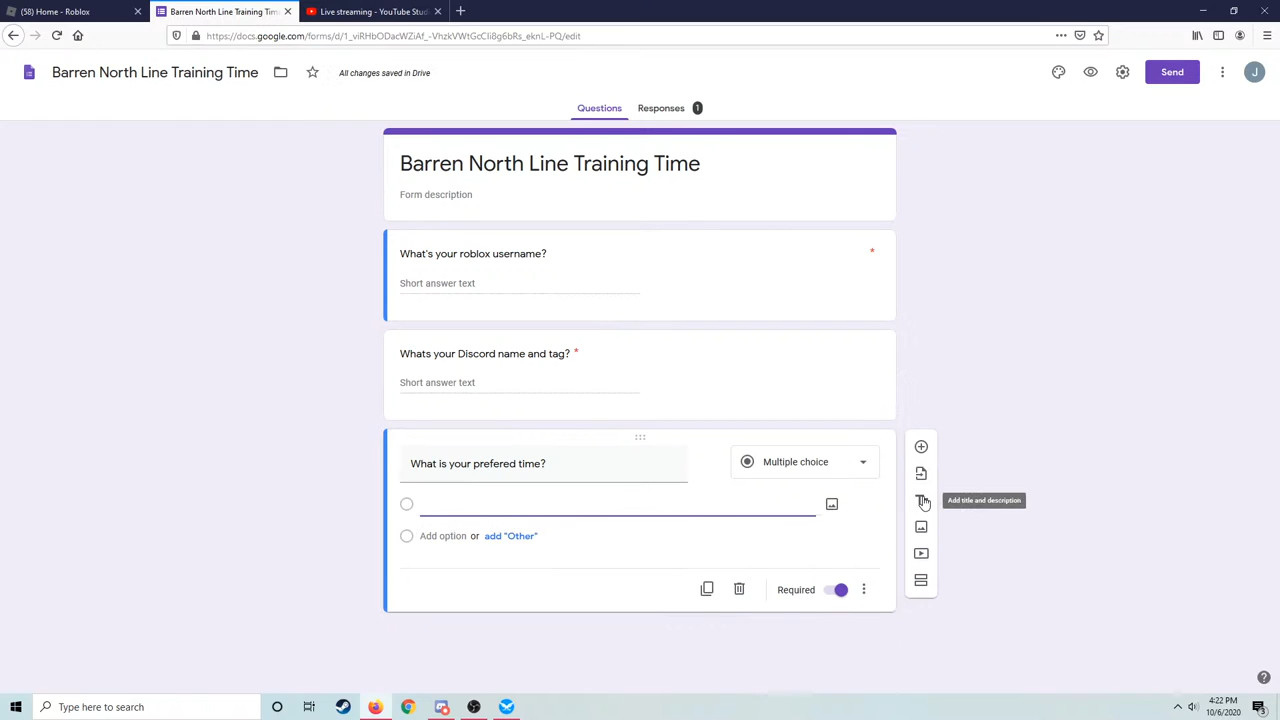 (58) Home - Roblox
Barren North Line Training Tim
Live streaming - YouTube Stud
https://docs.google.com/forms/d/1_viRHbODacWZiAf_-VhzkVWtGcCIi8g6bRs_eknL-PQ/edit
Barren North Line Training Time
All changes saved in Drive
Send
J
Questions
Responses 1
Barren North Line Training Time
Form description
What's your roblox username? *
Short answer text
Whats your Discord name and tag? *
Short answer text
What is your prefered time?
Multiple choice
Add title and description
Add option or add "Other"
Required
Type here to search
4:22 PM
10/6/2020
3